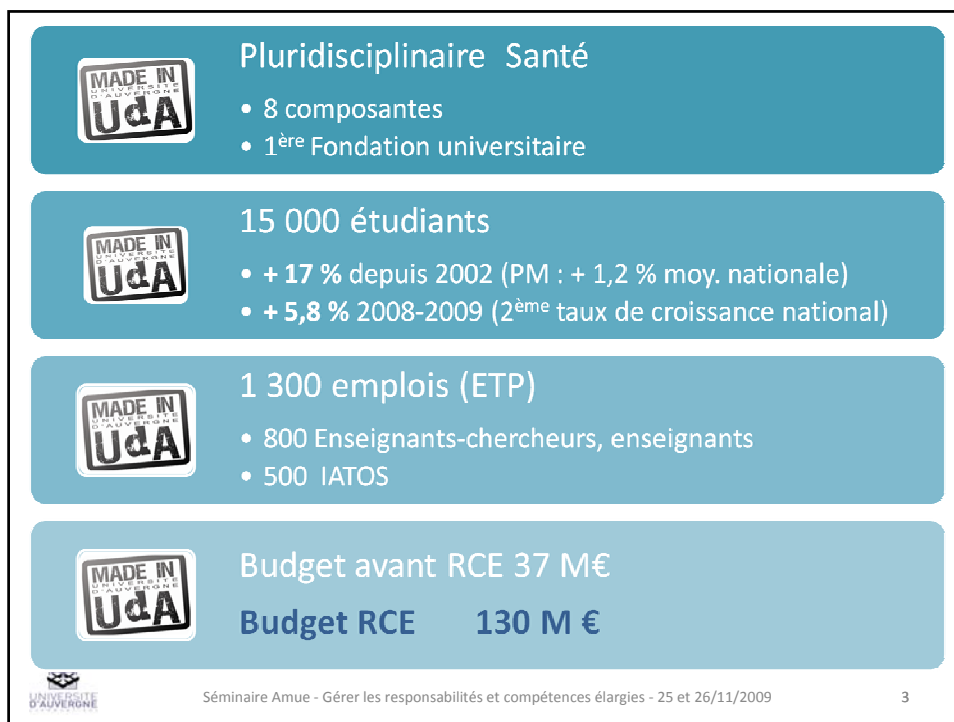 MADE IN
UNIVERSITE
D'AUVERGNE
UdA
Pluridisciplinaire Santé
• 8 composantes
• 1ère Fondation universitaire
MADE IN
UNIVERSITE
D'AUVERGNE
UdA
15 000 étudiants
• + 17 % depuis 2002 (PM : + 1,2 % moy. nationale)
• + 5,8 % 2008-2009 (2ème taux de croissance national)
MADE IN
UNIVERSITE
D'AUVERGNE
UdA
1 300 emplois (ETP)
• 800 Enseignants-chercheurs, enseignants
• 500 IATOS
MADE IN
UNIVERSITE
D'AUVERGNE
UdA
Budget avant RCE 37 M€
Budget RCE 130 M €
UNIVERSITE
D'AUVERGNE
Séminaire Amue - Gérer les responsabilités et compétences élargies - 25 et 26/11/2009
3